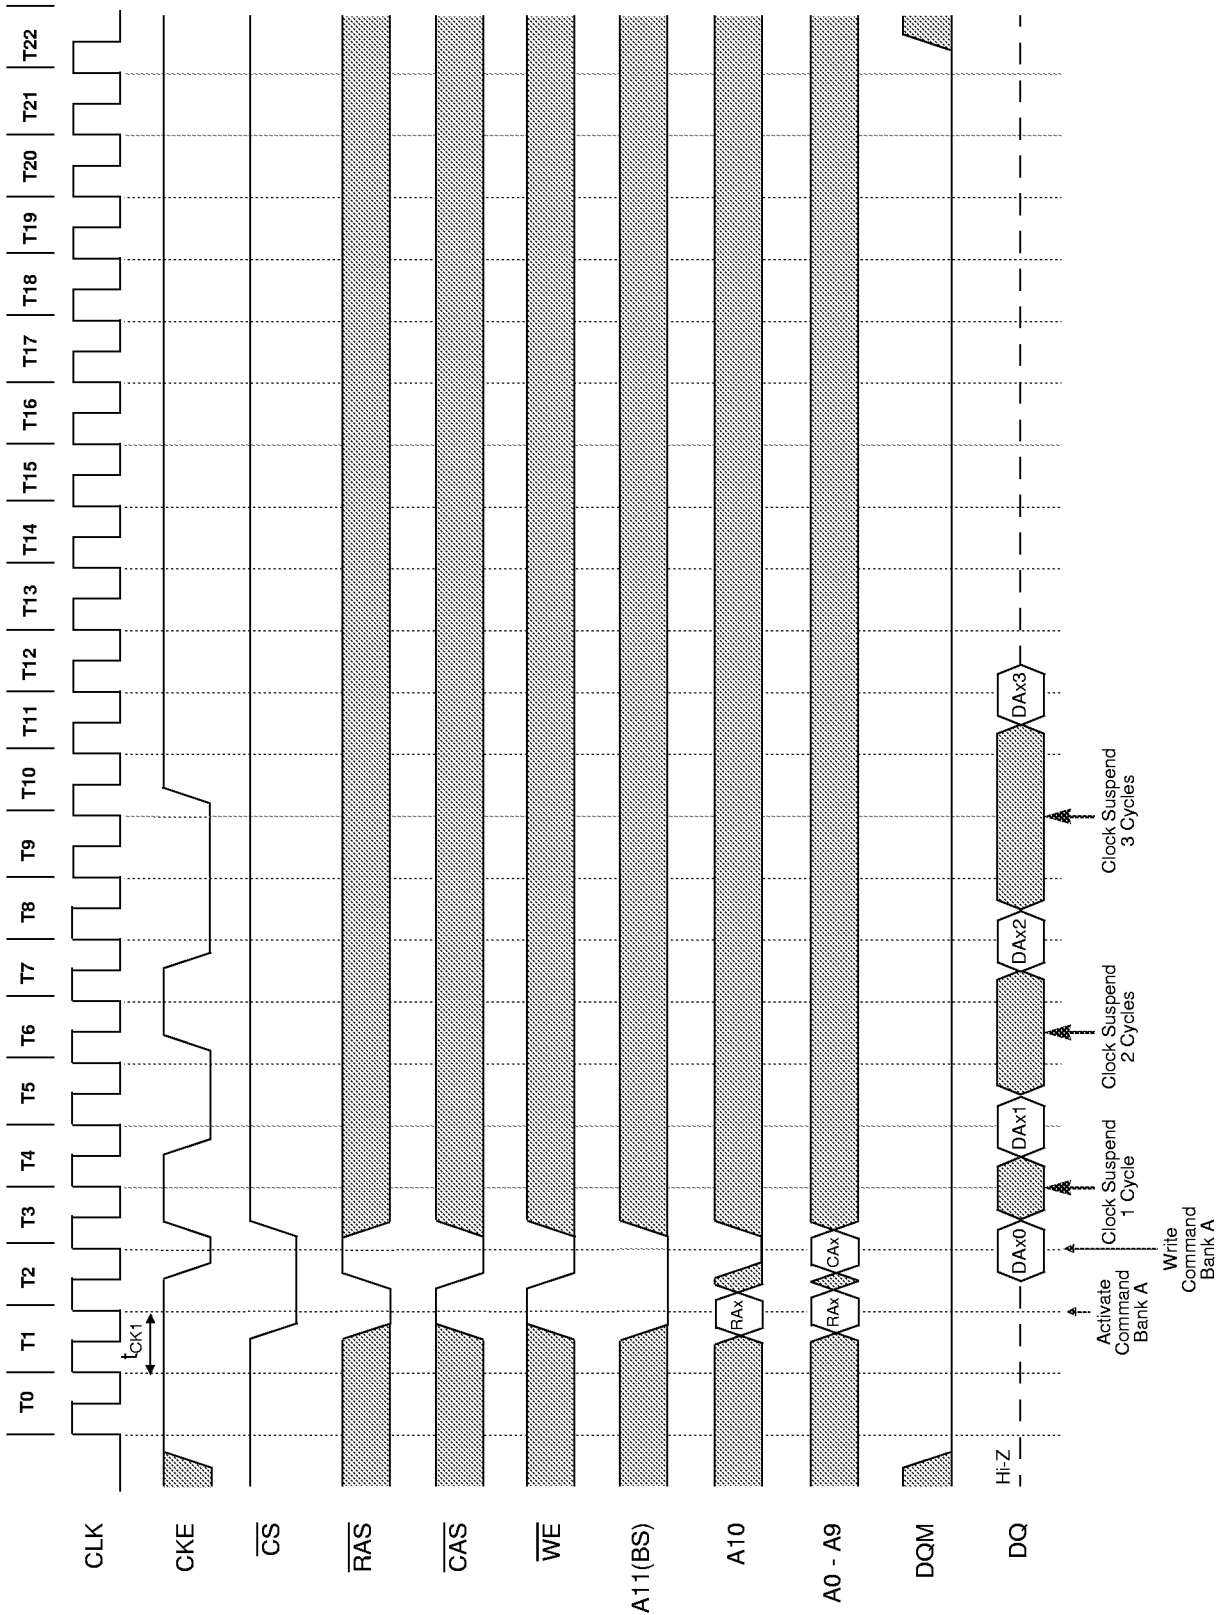 T0 T1 T2 T3 T4 T5 T6 T7 T8 T9 T10 T11 T12 T13 T14 T15 T16 T17 T18 T19 T20 T21 T22
CLK
tCK1
CKE
CS
RAS
CAS
WE
A11(BS)
A10
RAx
A0 - A9
RAx CAx
DQM
DQ
Hi-Z
DAx0 DAx1 DAx2 DAx3
Activate
Command
Bank A
Write
Command
Bank A
Clock Suspend
1 Cycle
Clock Suspend
2 Cycles
Clock Suspend
3 Cycles